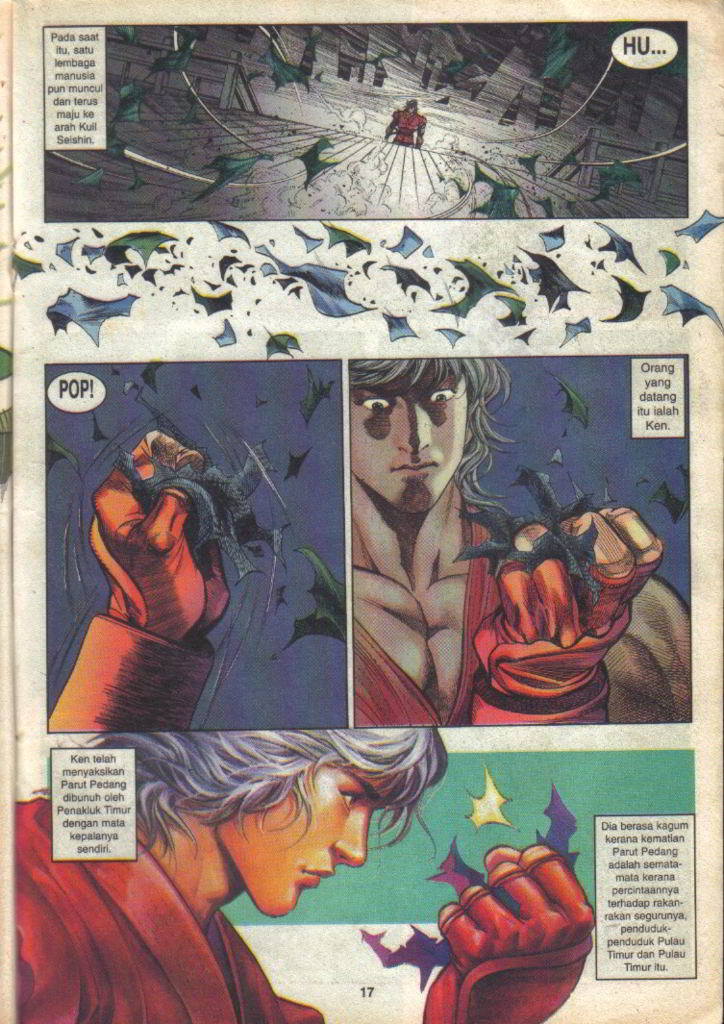 Pada saat
itu, satu
lembaga
manusia
pun muncul
dan terus
maju ke
arah Kuil
Seishin.
HU...
POP!
Orang
yang
datang
itu ialah
Ken.
Ken telah
menyaksikan
Parut Pedang
dibunuh oleh
Penakluk Timur
dengan mata
kepalanya
sendiri.
Dia berasa kagum
kerana kematian
Parut Pedang
adalah semata-
mata kerana
percintaannya
terhadap rakan-
rakan segurunya,
penduduk-
penduduk Pulau
Timur dan Pulau
Timur itu.
17